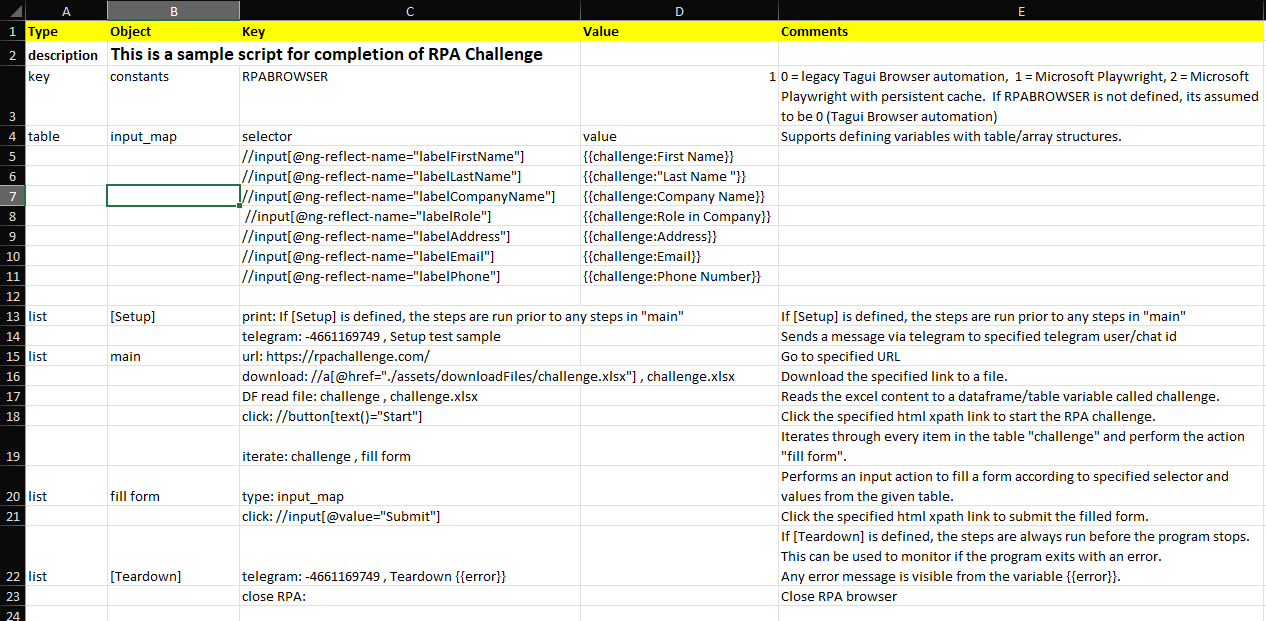 A B C D E
1 Type Object Key Value Comments
2 description This is a sample script for completion of RPA Challenge
key constants RPABROWSER 1 0 = legacy Tagui Browser automation, 1 = Microsoft Playwright, 2 = Microsoft
Playwright with persistent cache. If RPABROWSER is not defined, its assumed
3 to be 0 (Tagui Browser automation)
4 table input_map selector value Supports defining variables with table/array structures.
5 //input[@ng-reflect-name="labelFirstName"] {{challenge:First Name}}
6 //input[@ng-reflect-name="labelLastName"] {{challenge:"Last Name "}}
7 //input[@ng-reflect-name="labelCompanyName"] {{challenge:Company Name}}
8 //input[@ng-reflect-name="labelRole"] {{challenge:Role in Company}}
9 //input[@ng-reflect-name="labelAddress"] {{challenge:Address}}
10 //input[@ng-reflect-name="labelEmail"] {{challenge:Email}}
11 //input[@ng-reflect-name="labelPhone"] {{challenge:Phone Number}}
12
13 list [Setup] print: If [Setup] is defined, the steps are run prior to any steps in "main" If [Setup] is defined, the steps are run prior to any steps in "main"
14 telegram: -4661169749 , Setup test sample Sends a message via telegram to specified telegram user/chat id
15 list main url: https://rpachallenge.com/ Go to specified URL
16 download: //a[@href="./assets/downloadFiles/challenge.xlsx"] , challenge.xlsx Download the specified link to a file.
17 DF read file: challenge , challenge.xlsx Reads the excel content to a dataframe/table variable called challenge.
18 click: //button[text()="Start"] Click the specified html xpath link to start the RPA challenge.
Iterates through every item in the table "challenge" and perform the action
19 iterate: challenge , fill form "fill form".
Performs an input action to fill a form according to specified selector and
20 list fill form type: input_map values from the given table.
21 click: //input[@value="Submit"] Click the specified html xpath link to submit the filled form.
If [Teardown] is defined, the steps are always run before the program stops.
This can be used to monitor if the program exits with an error.
22 list [Teardown] telegram: -4661169749 , Teardown {{error}} Any error message is visible from the variable {{error}}.
23 close RPA: Close RPA browser
24